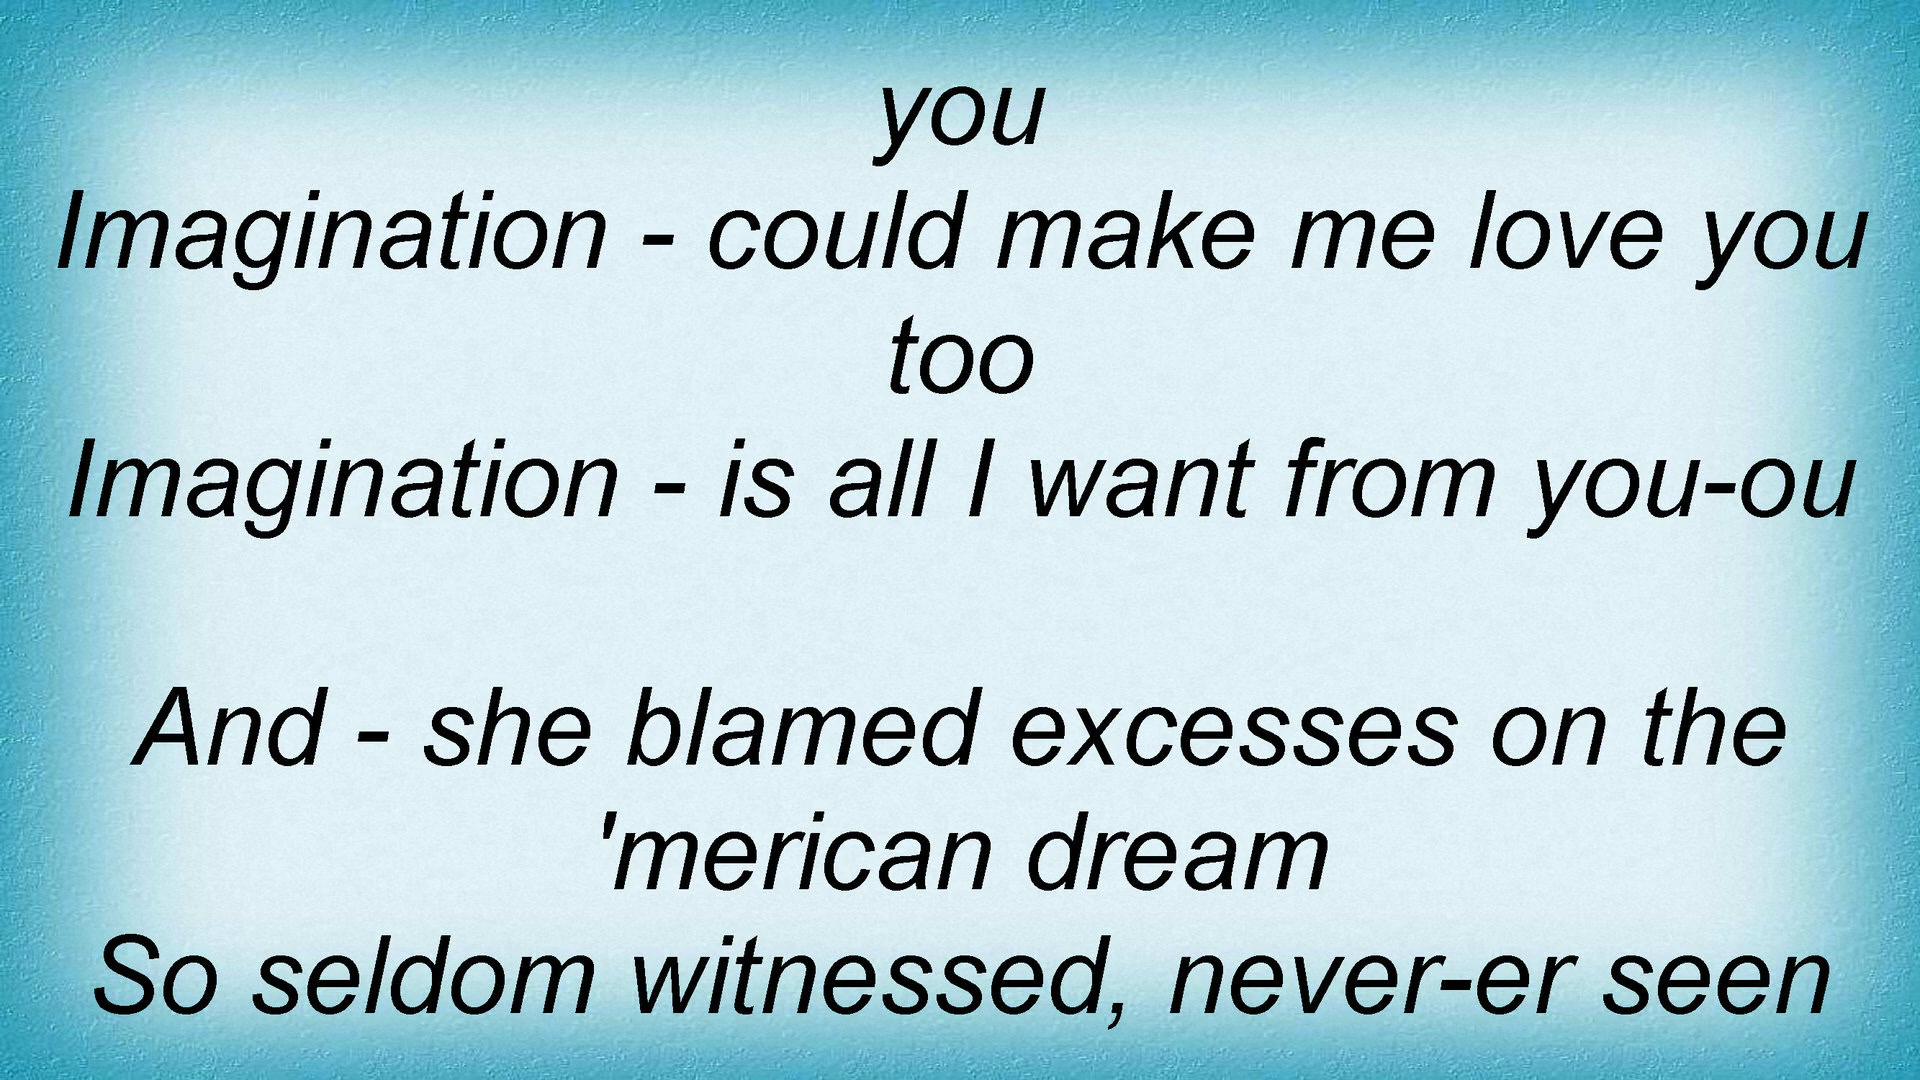 you
Imagination - could make me love you
too
Imagination - is all I want from you-ou
And - she blamed excesses on the
'merican dream
So seldom witnessed, never-er seen